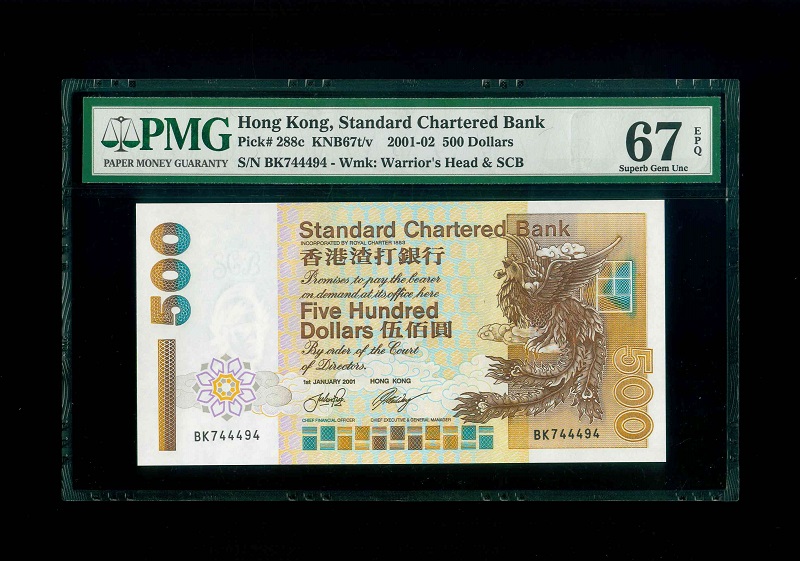 PMG
PAPER MONEY GUARANTY
Hong Kong, Standard Chartered Bank
Pick# 288c KNB67t/v 2001-02 500 Dollars
S/N BK744494 - Wmk: Warrior's Head & SCB
67 EPQ
Superb Gem Unc
500
SCB
Standard Chartered Bank
INCORPORATED BY ROYAL CHARTER 1853
香港渣打銀行
Promises to pay the bearer
on demand at its office here
Five Hundred
Dollars 伍佰圓
By order of the Court
of Directors.
1st JANUARY 2001 HONG KONG
CHIEF FINANCIAL OFFICER CHIEF EXECUTIVE & GENERAL MANAGER
500
BK744494 BK744494